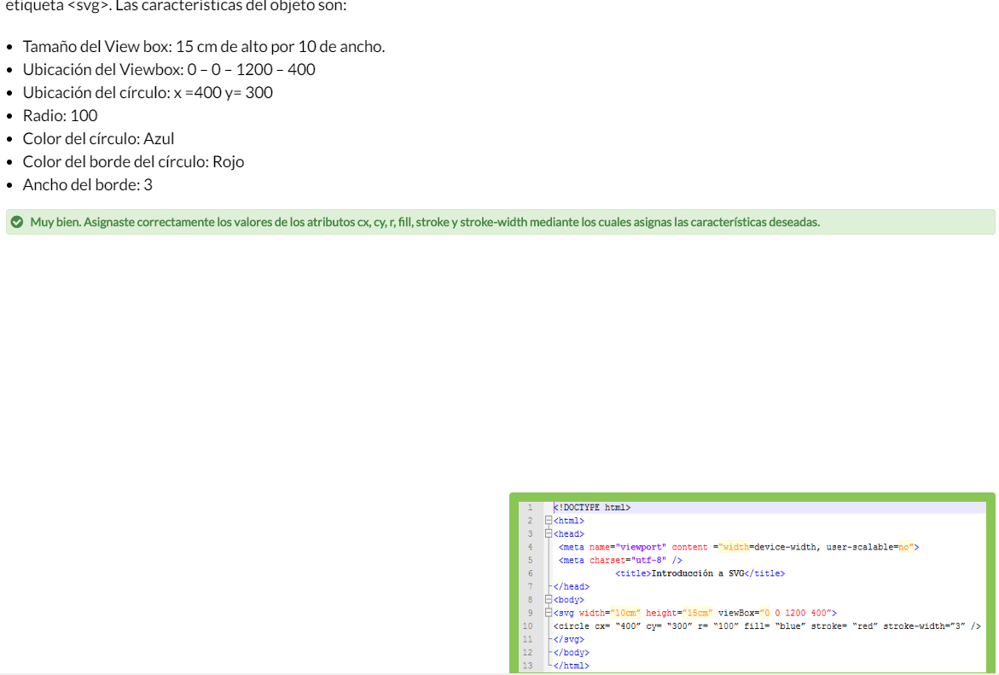 etiqueta <svg>. Las características del objeto son:
• Tamaño del View box: 15 cm de alto por 10 de ancho.
• Ubicación del Viewbox: 0 – 0 – 1200 – 400
• Ubicación del círculo: x =400 y= 300
• Radio: 100
• Color del círculo: Azul
• Color del borde del círculo: Rojo
• Ancho del borde: 3
Muy bien. Asignaste correctamente los valores de los atributos cx, cy, r, fill, stroke y stroke-width mediante los cuales asignas las características deseadas.
1 <!DOCTYPE html>
2 <html>
3 <head>
4 <meta name="viewport" content =“width=device-width, user-scalable=no”>
5 <meta charset="utf-8" />
6 <title>Introducción a SVG</title>
7 </head>
8 <body>
9 <svg width=“10cm” height=“15cm” viewBox=“0 0 1200 400”>
10 <circle cx= “400” cy= “300” r= “100” fill= “blue” stroke= “red” stroke-width=“3” />
11 </svg>
12 </body>
13 </html>